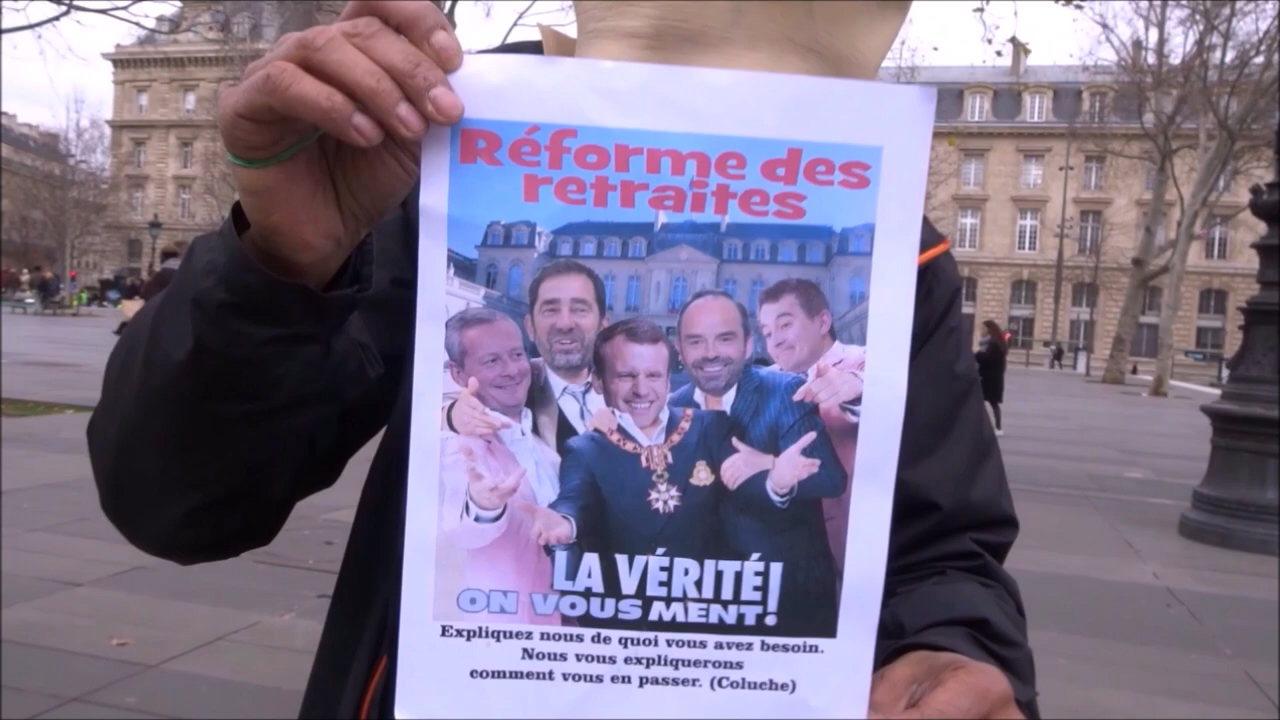 Réforme des
retraites
LA VÉRITÉ!
ON VOUS MENT!
Expliquez nous de quoi vous avez besoin.
Nous vous expliquerons
comment vous en passer. (Coluche)